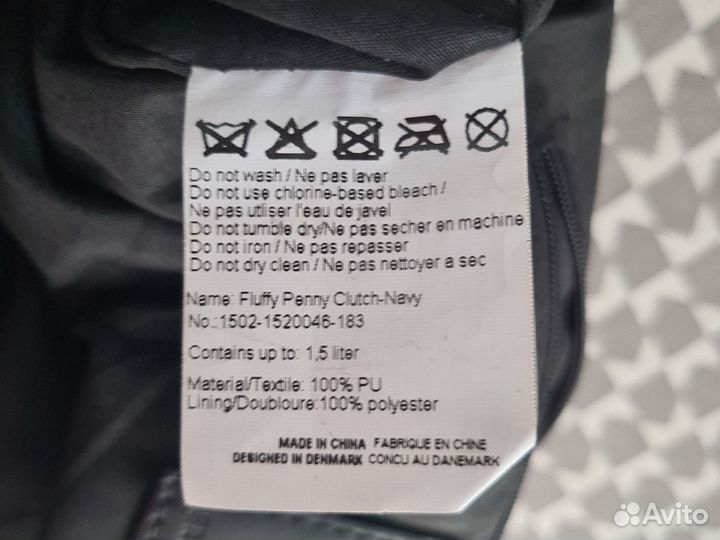 Do not wash / Ne pas laver
Do not use chlorine-based bleach /
Ne pas utiliser l'eau de javel
Do not tumble dry/Ne pas secher en machine
Do not iron / Ne pas repasser
Do not dry clean / Ne pas nettoyer a sec
Name: Fluffy Penny Clutch-Navy
No.:1502-1520046-183
Contains up to: 1,5 liter
Material/Textile: 100% PU
Lining/Doubloure:100% polyester
MADE IN CHINA FABRIQUE EN CHINE
DESIGNED IN DENMARK CONCU AU DANEMARK
Avito